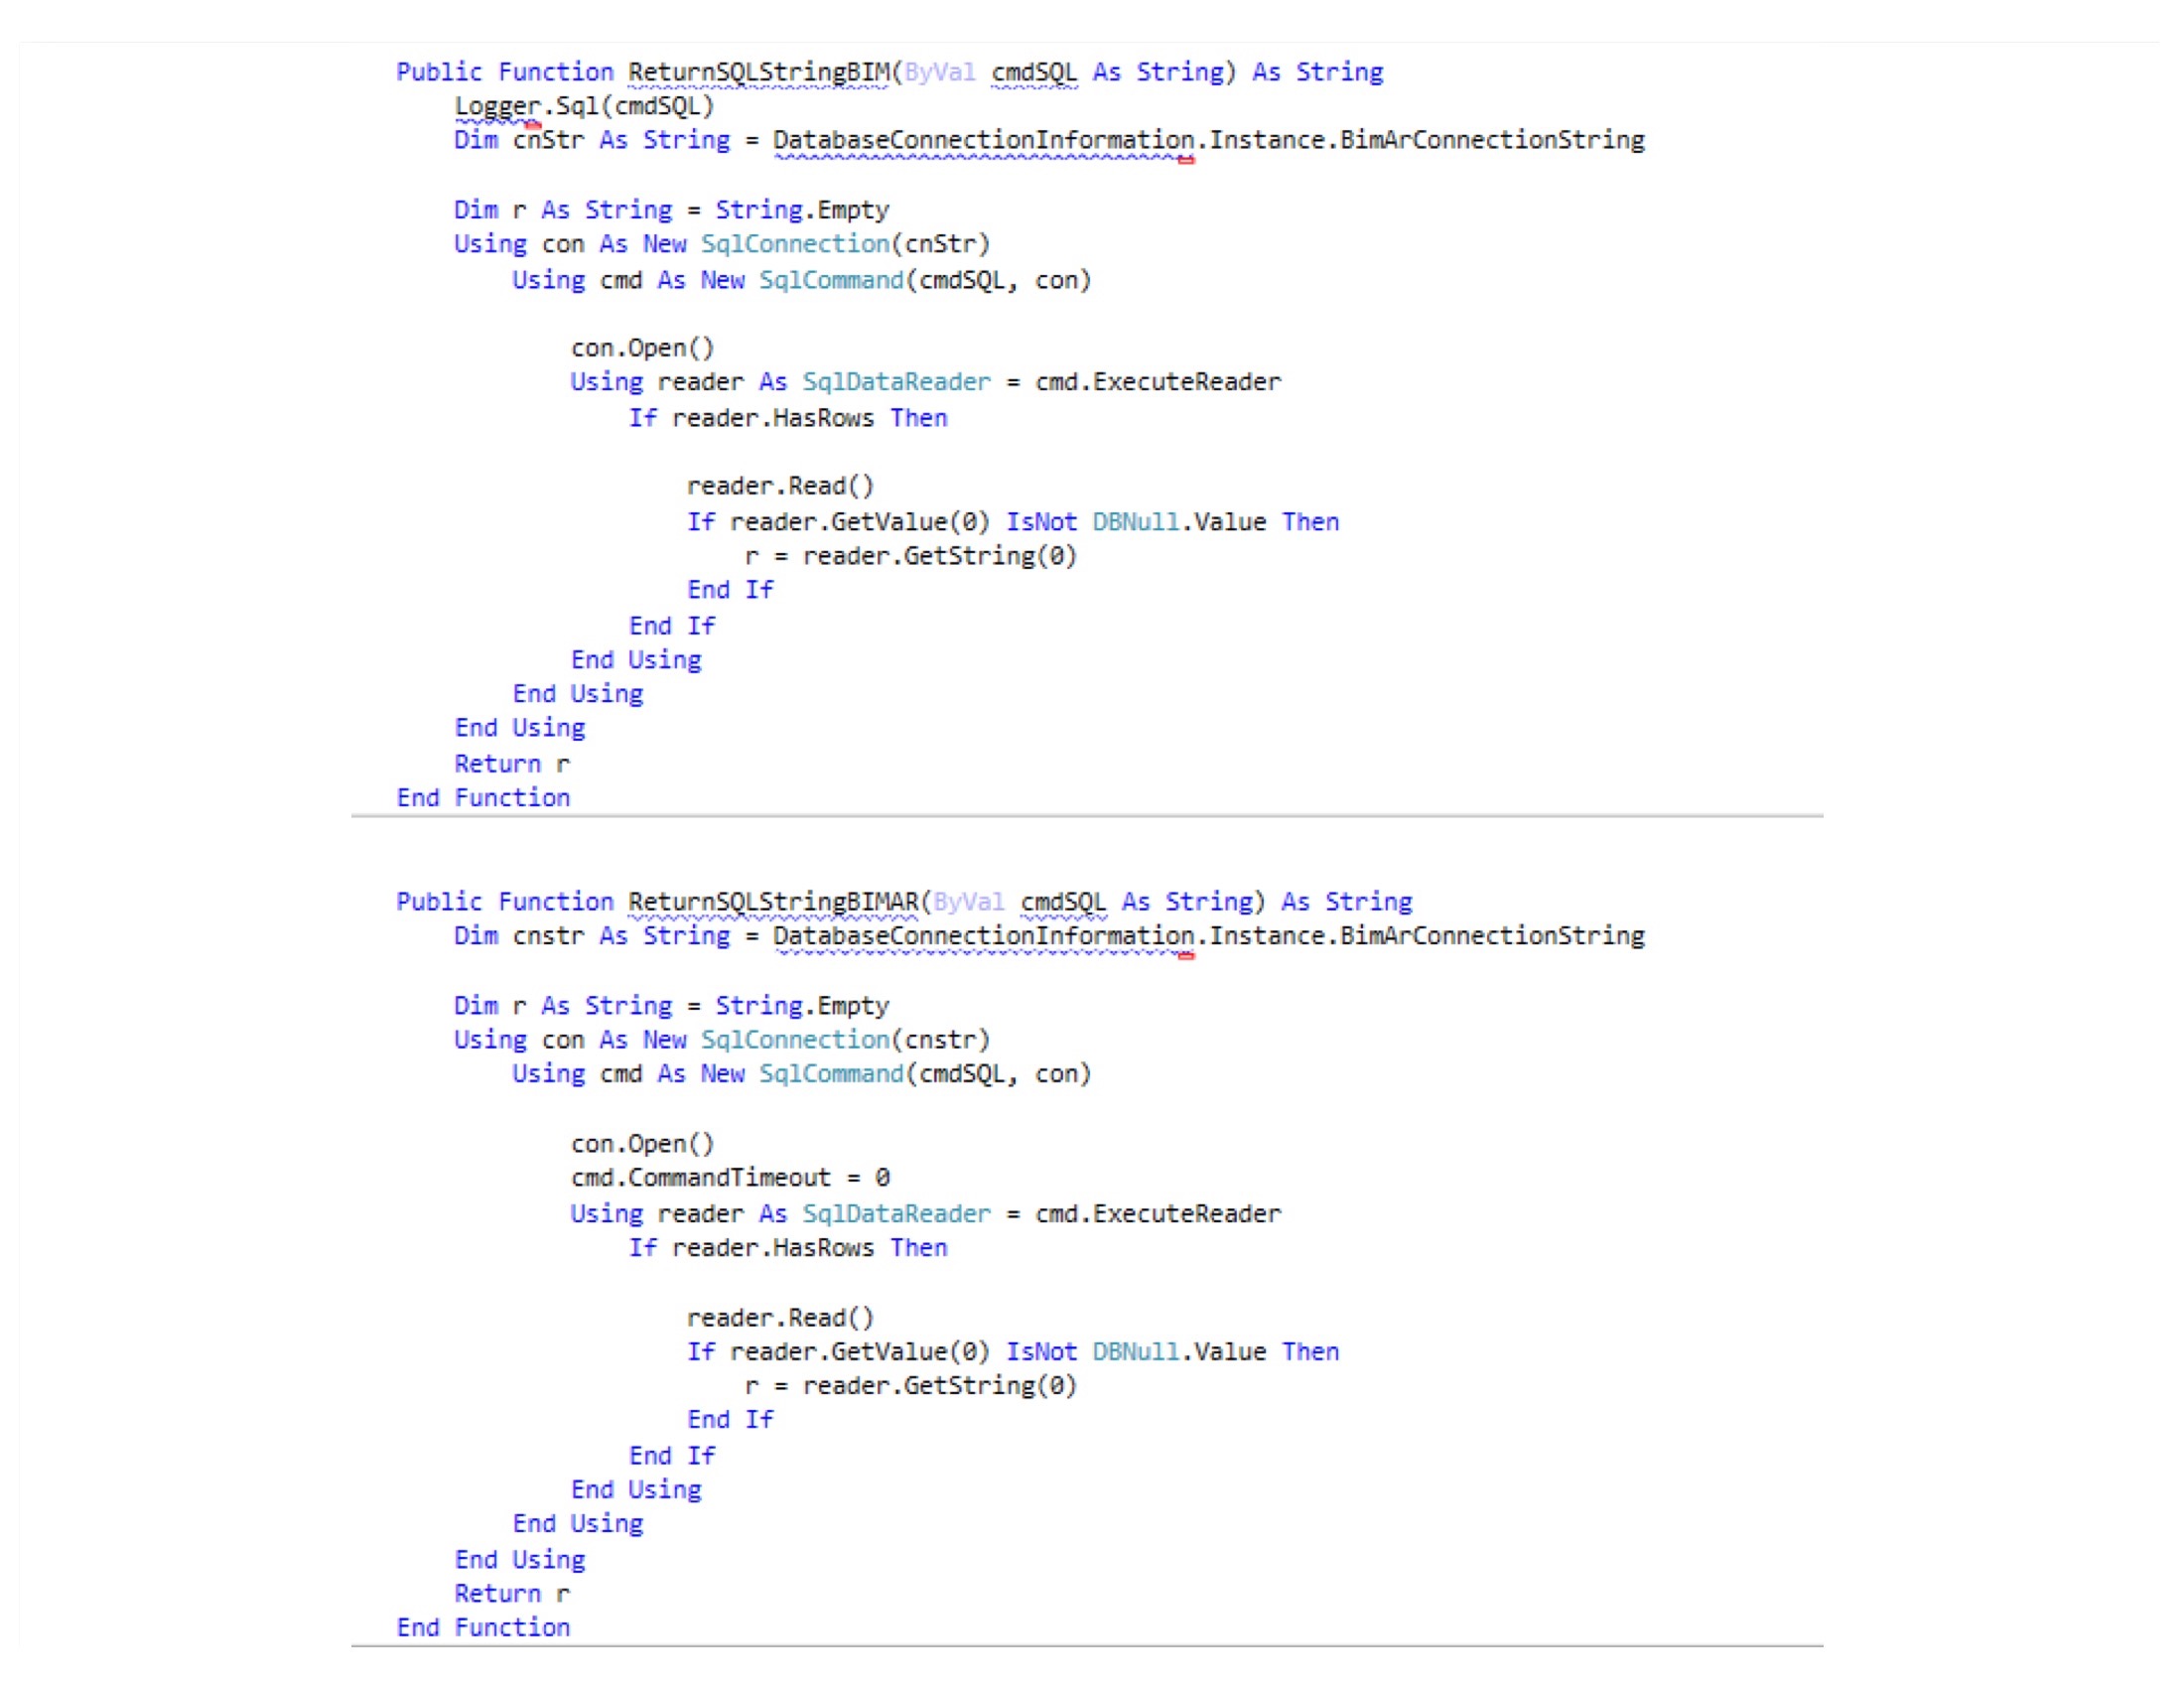 Public Function ReturnSQLStringBIM(ByVal cmdSQL As String) As String
Logger.Sql(cmdSQL)
Dim cnStr As String = DatabaseConnectionInformation.Instance.BimArConnectionString
Dim r As String = String.Empty
Using con As New SqlConnection(cnStr)
Using cmd As New SqlCommand(cmdSQL, con)
con.Open()
Using reader As SqlDataReader = cmd.ExecuteReader
If reader.HasRows Then
reader.Read()
If reader.GetValue(0) IsNot DBNull.Value Then
r = reader.GetString(0)
End If
End If
End Using
End Using
End Using
Return r
End Function
Public Function ReturnSQLStringBIMAR(ByVal cmdSQL As String) As String
Dim cnstr As String = DatabaseConnectionInformation.Instance.BimArConnectionString
Dim r As String = String.Empty
Using con As New SqlConnection(cnstr)
Using cmd As New SqlCommand(cmdSQL, con)
con.Open()
cmd.CommandTimeout = 0
Using reader As SqlDataReader = cmd.ExecuteReader
If reader.HasRows Then
reader.Read()
If reader.GetValue(0) IsNot DBNull.Value Then
r = reader.GetString(0)
End If
End If
End Using
End Using
End Using
Return r
End Function